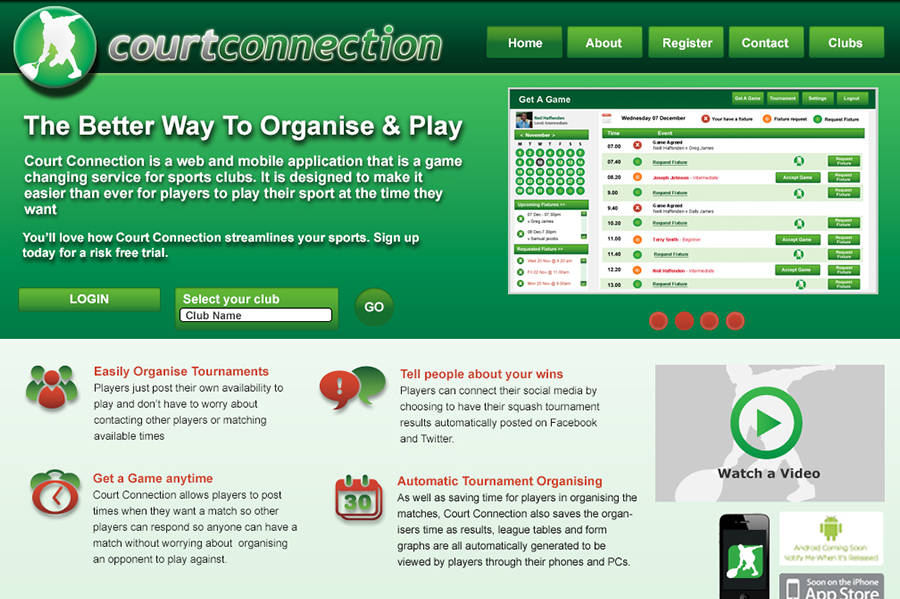 courtconnection
Home
About
Register
Contact
Clubs
The Better Way To Organise & Play
Court Connection is a web and mobile application that is a game
changing service for sports clubs. It is designed to make it
easier than ever for players to play their sport at the time they
want
You'll love how Court Connection streamlines your sports. Sign up
today for a risk free trial.
LOGIN
Select your club
Club Name
GO
Get A Game
Get A Game
Tournament
Settings
Logout
Neil Haffenden
Level: Intermediate
< November >
M T W T F S S
Upcoming Fixtures >>
07 Dec - 07.30pm
v Greg James
08 Dec-7.30pm
v Samuel jacobs
Requested Fixture >>
Wed 20 Nov @ 8.20 am
Fri 22 Nov @ 11.00am
Mon 25 Nov @ 8.00am
Wednesday 07 December
Your have a fixture
Fixture request
Request Fixture
Time
Event
07.00
Game Agreed
Neill Haffenden v Greg James
07.40
Request Fixture
Request
Fixture
08.20
Joseph Johnson - Intermediate
Accept Game
Request
Fixture
9.00
Request Fixture
Request
Fixture
9.40
Game Agreed
Neill Haffenden v Daily James
10.20
Request Fixture
Request
Fixture
11.00
Terry Smith - Beginner
Accept Game
Request
Fixture
11.40
Request Fixture
Request
Fixture
12.20
Neil Haffenden - Intermediate
Accept Game
Request
Fixture
13.00
Request Fixture
Request
Fixture
Easily Organise Tournaments
Players just post their own availability to
play and don't have to worry about
contacting other players or matching
available times
Tell people about your wins
Players can connect their social media by
choosing to have their squash tournament
results automatically posted on Facebook
and Twitter.
Watch a Video
Get a Game anytime
Court Connection allows players to post
times when they want a match so other
players can respond so anyone can have a
match without worrying about organising
an opponent to play against.
30
Automatic Tournament Organising
As well as saving time for players in organising the
matches, Court Connection also saves the organ-
isers time as results, league tables and form
graphs are all automatically generated to be
viewed by players through their phones and PCs.
Android Coming Soon
Notify Me When It's Released
Soon on the iPhone
App Store